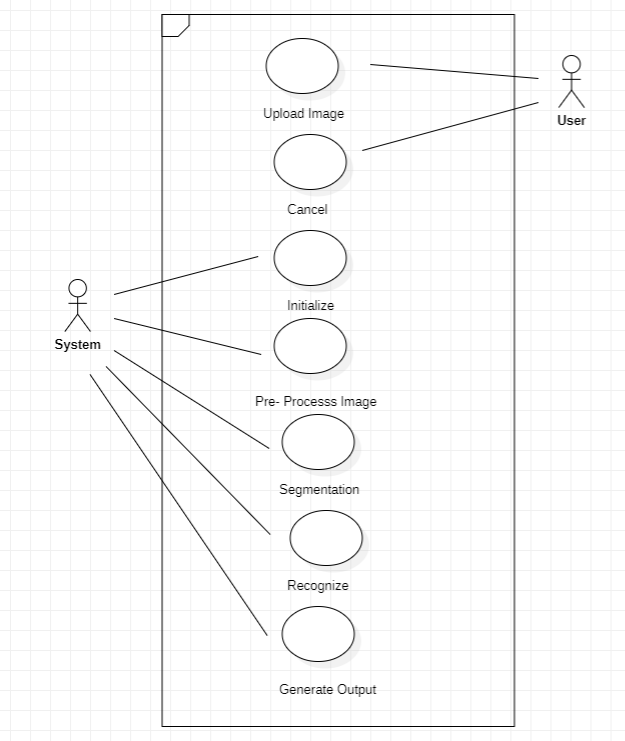 Upload Image
User
Cancel
Initialize
System
Pre- Processs Image
Segmentation
Recognize
Generate Output